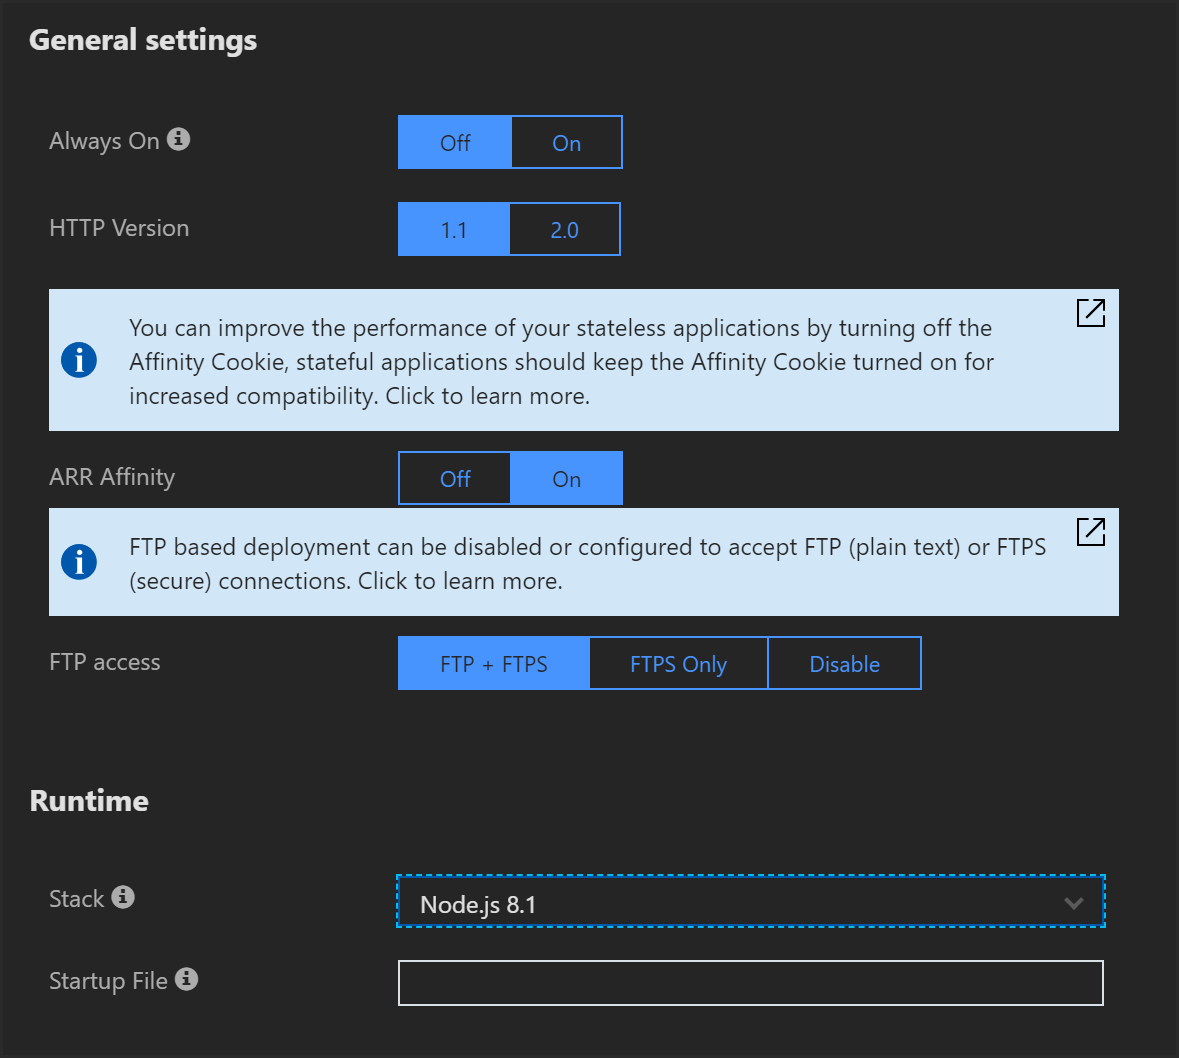 General settings
Always On
Off
On
HTTP Version
1.1
2.0
You can improve the performance of your stateless applications by turning off the
Affinity Cookie, stateful applications should keep the Affinity Cookie turned on for
increased compatibility. Click to learn more.
ARR Affinity
Off
On
FTP based deployment can be disabled or configured to accept FTP (plain text) or FTPS
(secure) connections. Click to learn more.
FTP access
FTP + FTPS
FTPS Only
Disable
Runtime
Stack
Node.js 8.1
Startup File